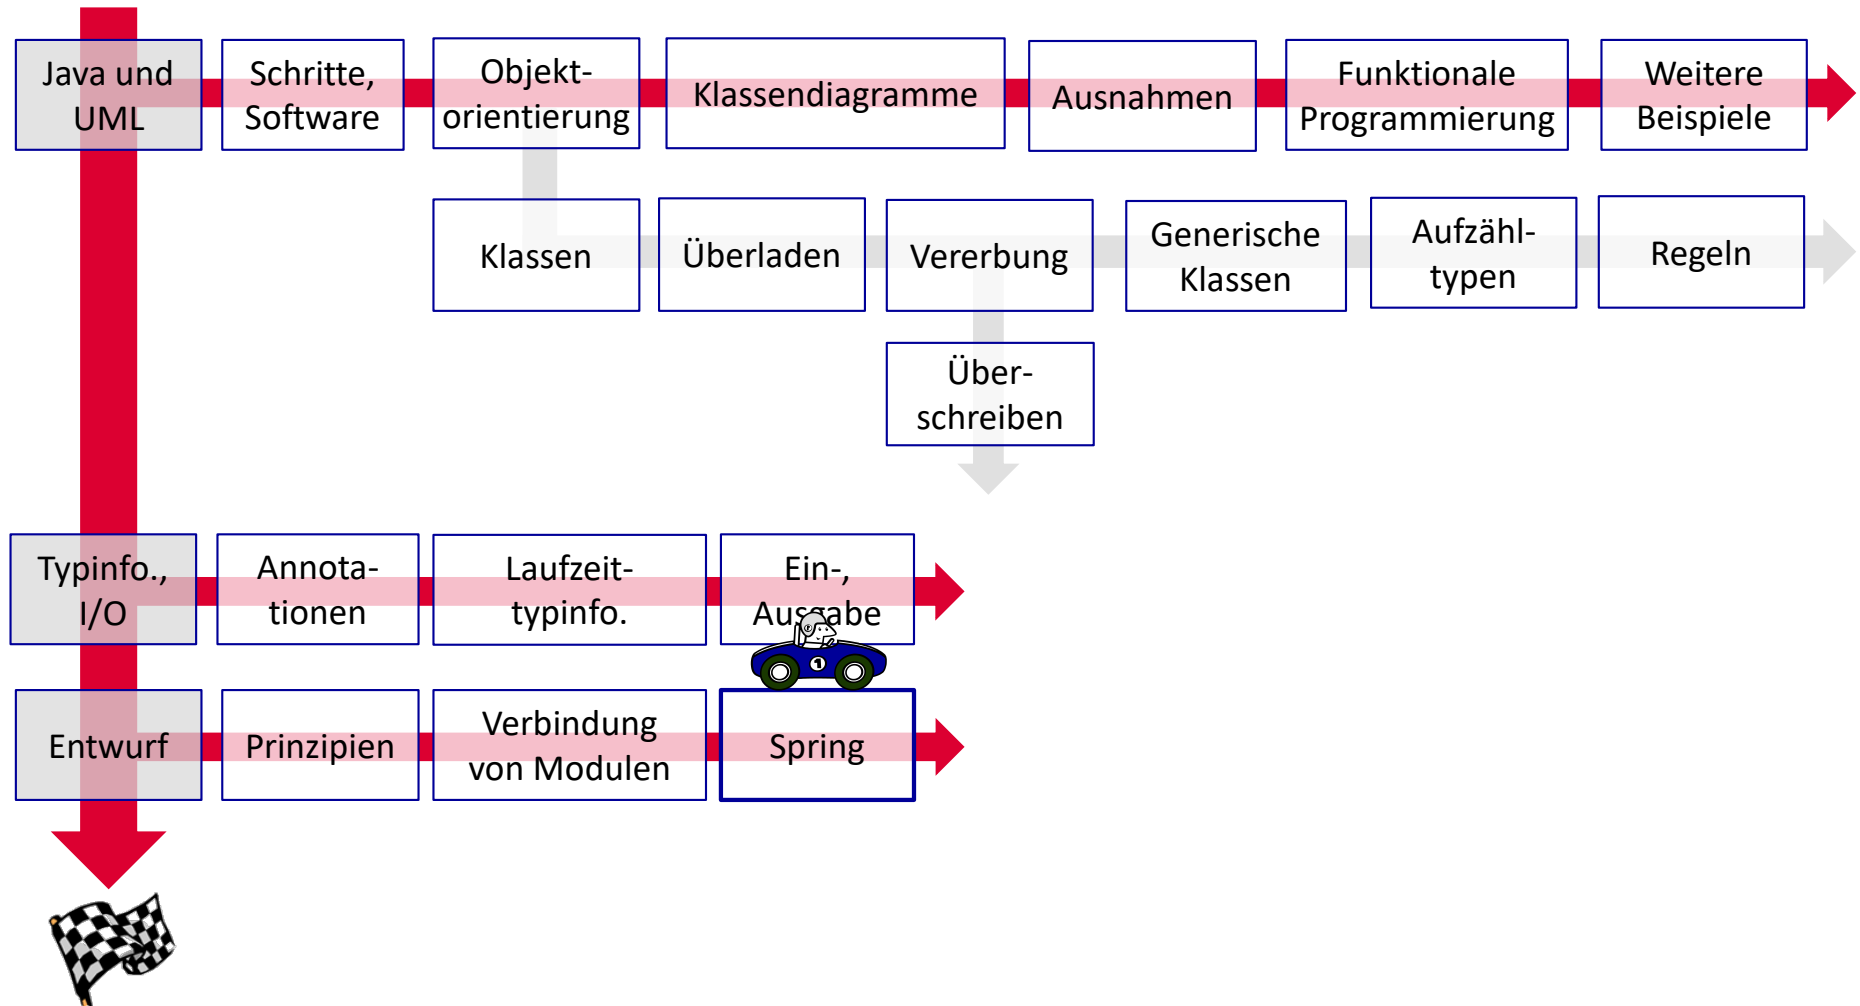 Java und
UML
Schritte,
Software
Objekt-
orientierung
Klassendiagramme
Ausnahmen
Funktionale
Programmierung
Weitere
Beispiele
Klassen
Überladen
Vererbung
Generische
Klassen
Aufzähl-
typen
Regeln
Über-
schreiben
Typinfo.,
I/O
Annota-
tionen
Laufzeit-
typinfo.
Ein-,
Ausgabe
1
Entwurf
Prinzipien
Verbindung
von Modulen
Spring